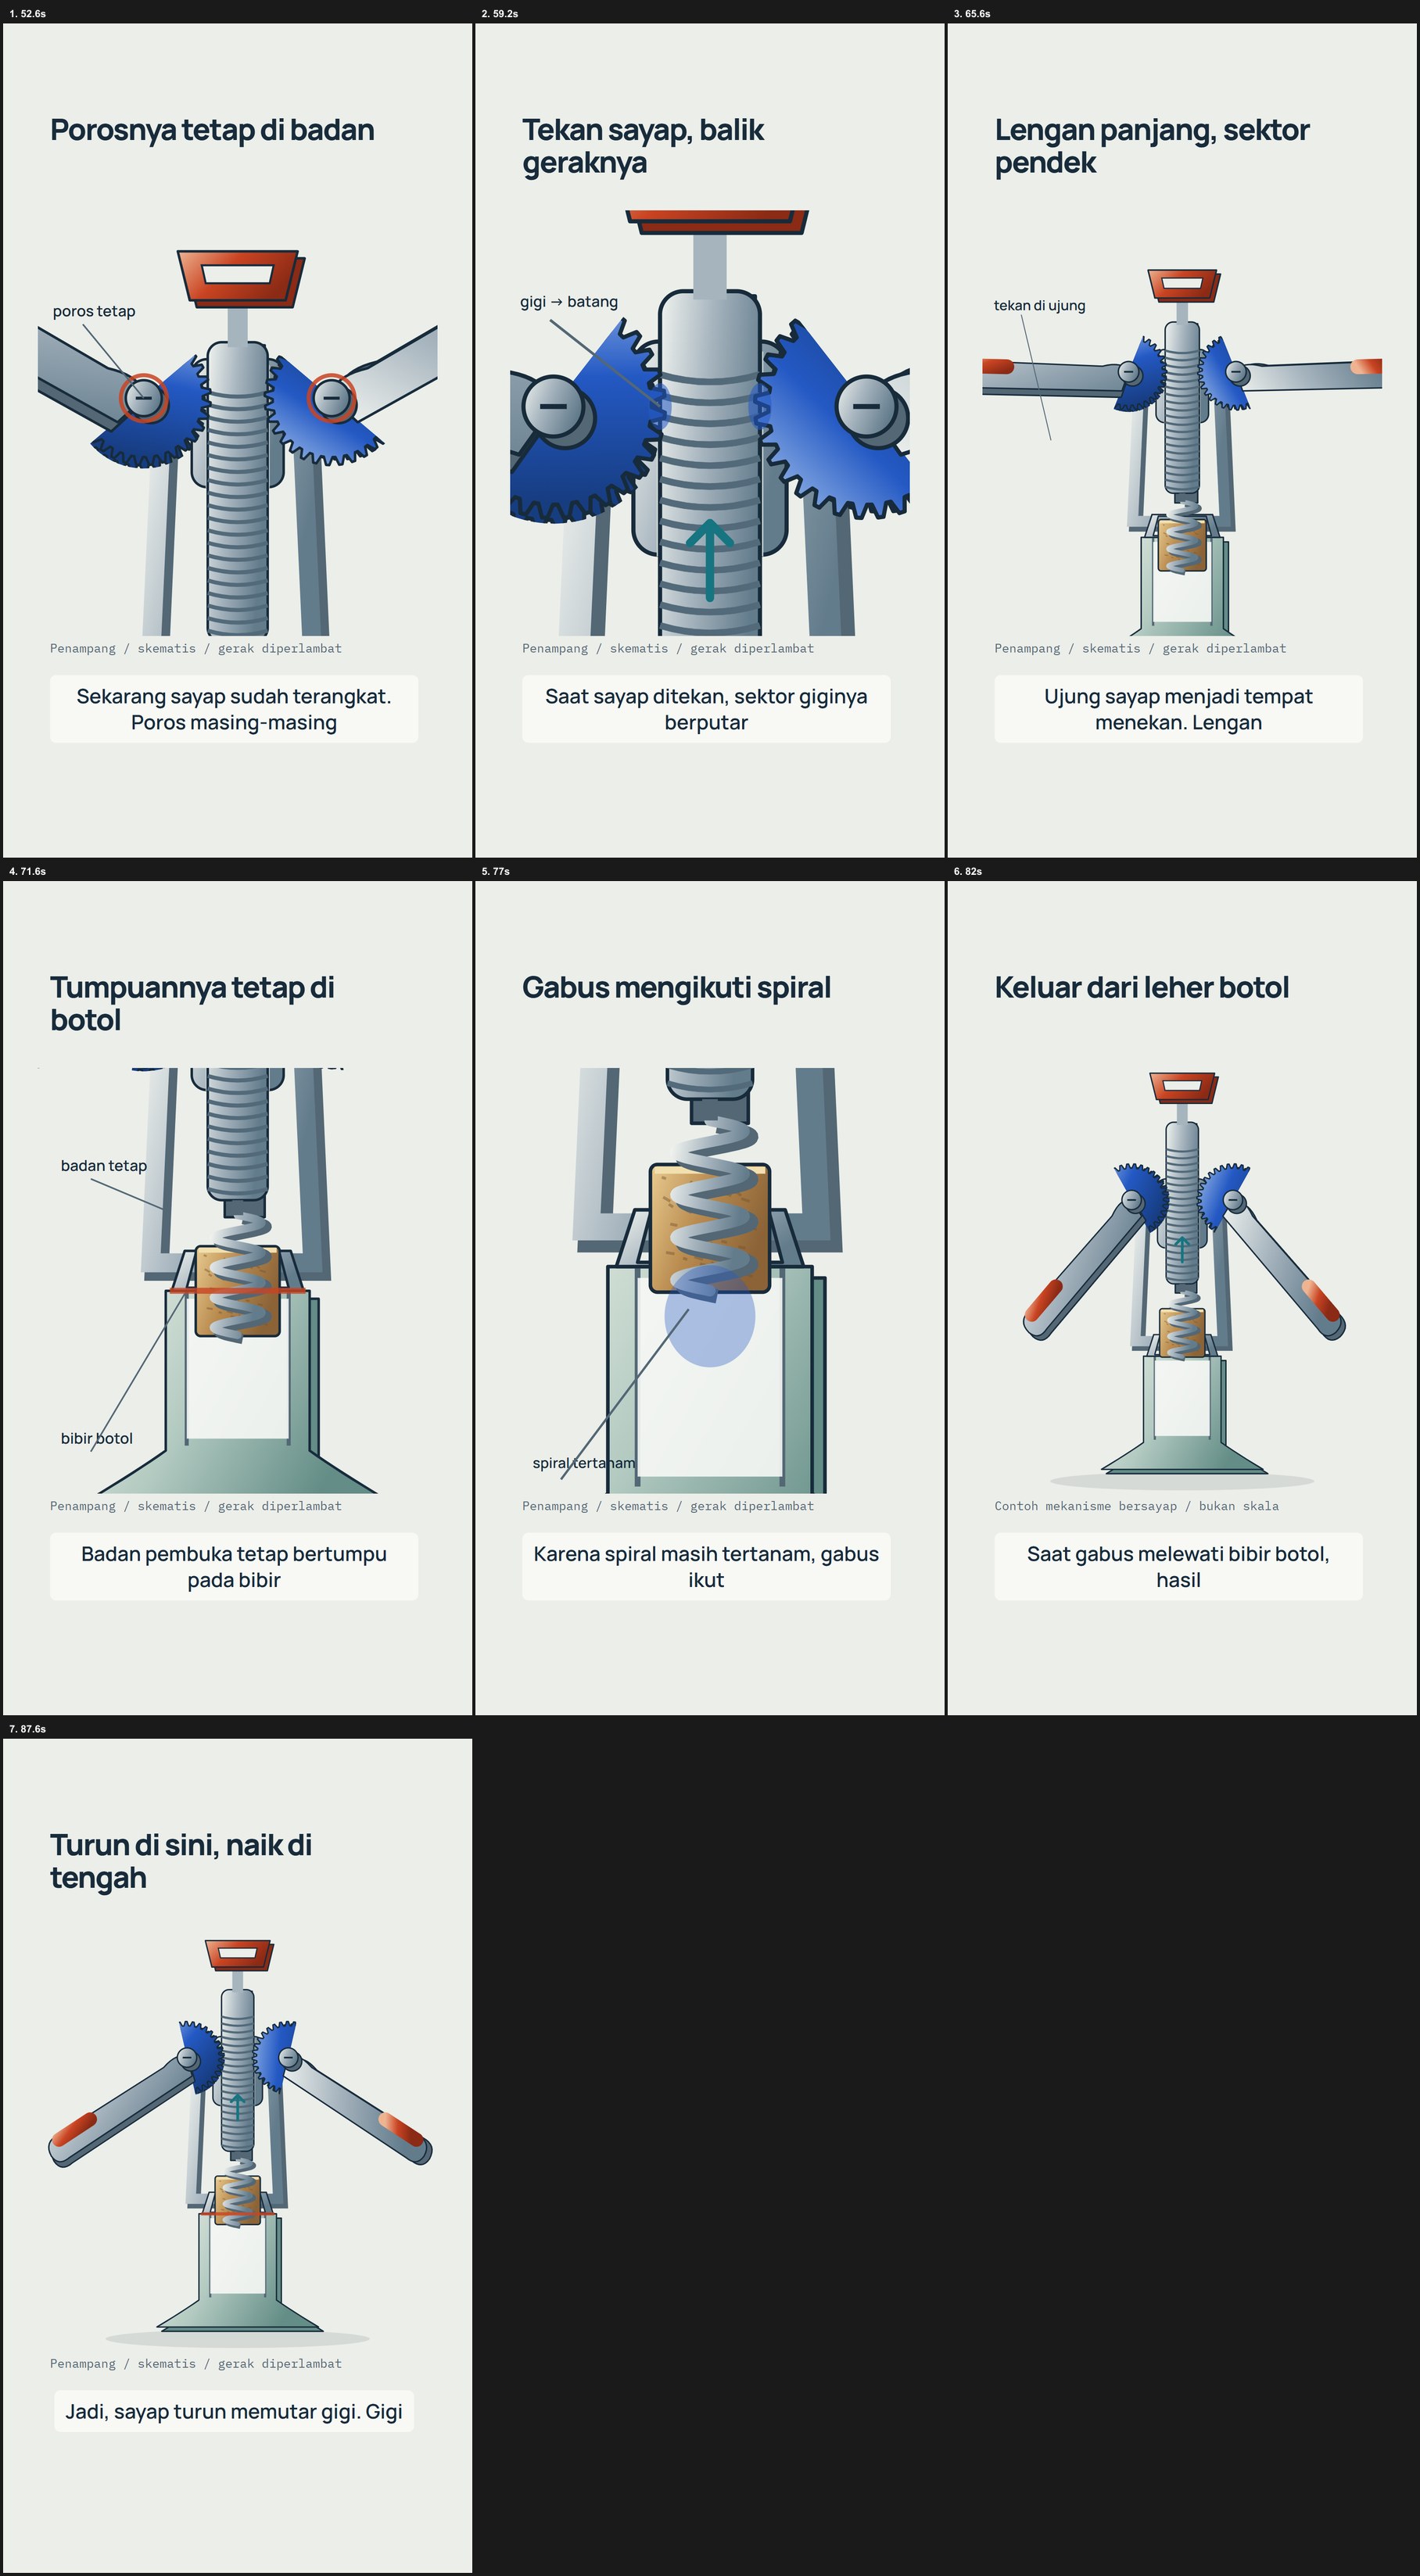 1. 52.6s
Porosnya tetap di badan
poros tetap
Penampang / skematis / gerak diperlambat
Sekarang sayap sudah terangkat.
Poros masing-masing
2. 59.2s
Tekan sayap, balik
geraknya
gigi → batang
Penampang / skematis / gerak diperlambat
Saat sayap ditekan, sektor giginya
berputar
3. 65.6s
Lengan panjang, sektor
pendek
tekan di ujung
Penampang / skematis / gerak diperlambat
Ujung sayap menjadi tempat
menekan. Lengan
4. 71.6s
Tumpuannya tetap di
botol
badan tetap
bibir botol
Penampang / skematis / gerak diperlambat
Badan pembuka tetap bertumpu
pada bibir
5. 77s
Gabus mengikuti spiral
spiral tertanam
Penampang / skematis / gerak diperlambat
Karena spiral masih tertanam, gabus
ikut
6. 82s
Keluar dari leher botol
Contoh mekanisme bersayap / bukan skala
Saat gabus melewati bibir botol,
hasil
7. 87.6s
Turun di sini, naik di
tengah
Penampang / skematis / gerak diperlambat
Jadi, sayap turun memutar gigi. Gigi